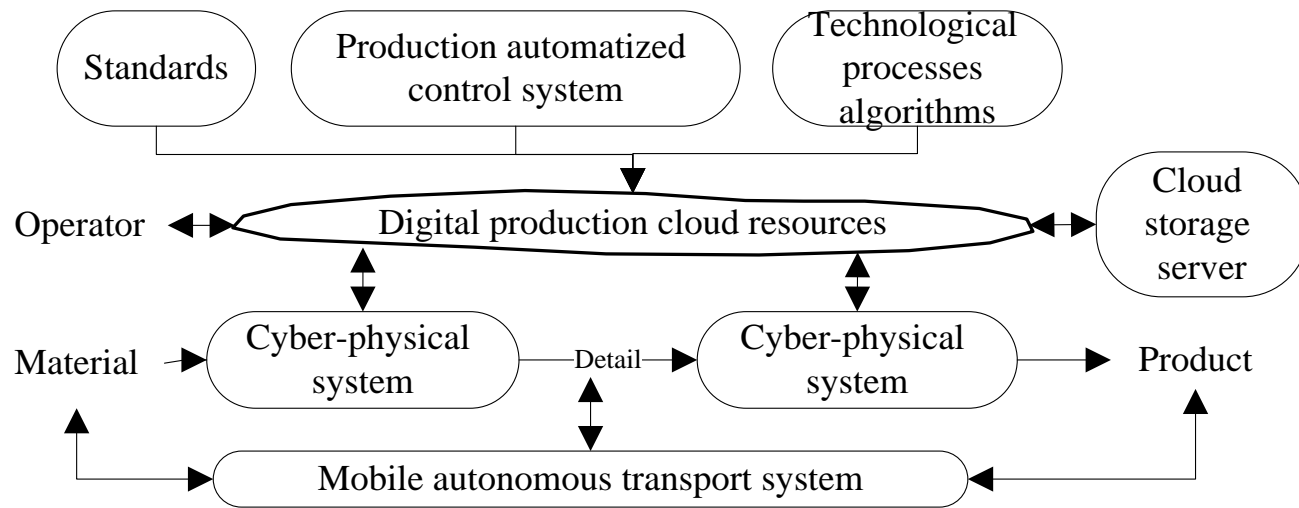 Standards
Production automatized
control system
Technological
processes
algorithms
Operator
Digital production cloud resources
Cloud
storage
server
Material
Cyber-physical
system
Detail
Cyber-physical
system
Product
Mobile autonomous transport system